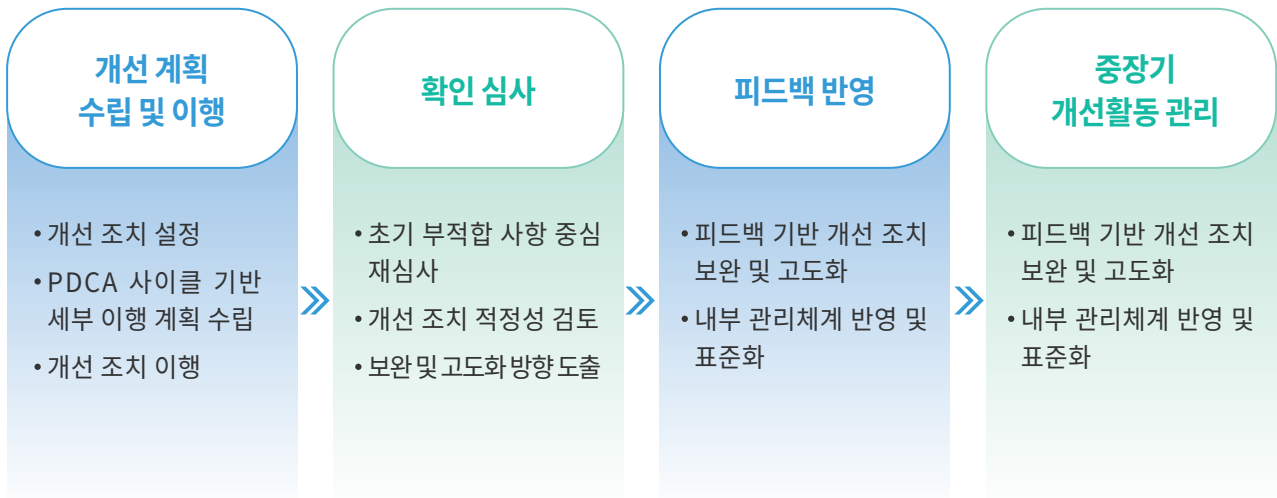 개선 계획
수립 및 이행
• 개선 조치 설정
• PDCA 사이클 기반
세부 이행 계획 수립
• 개선 조치 이행
확인 심사
• 초기 부적합 사항 중심
재심사
• 개선 조치 적정성 검토
• 보완 및 고도화 방향 도출
피드백 반영
• 피드백 기반 개선 조치
보완 및 고도화
• 내부 관리체계 반영 및
표준화
중장기
개선활동 관리
• 피드백 기반 개선 조치
보완 및 고도화
• 내부 관리체계 반영 및
표준화